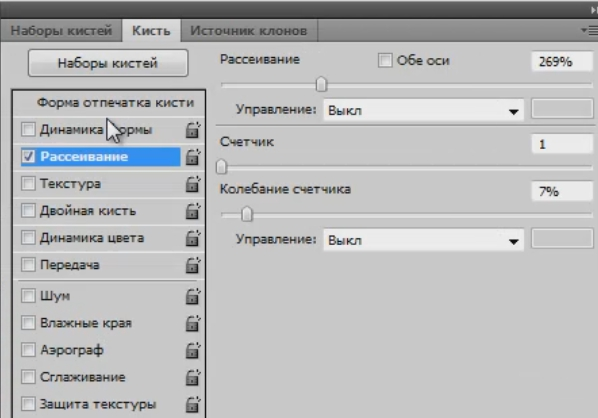 Наборы кистей Кисть Источник клонов
Наборы кистей
Форма отпечатка кисти
Динамика формы
Рассеивание
Текстура
Двойная кисть
Динамика цвета
Передача
Шум
Влажные края
Аэрограф
Сглаживание
Защита текстуры
Рассеивание Обе оси 269%
Управление: Выкл
Счетчик 1
Колебание счетчика 7%
Управление: Выкл